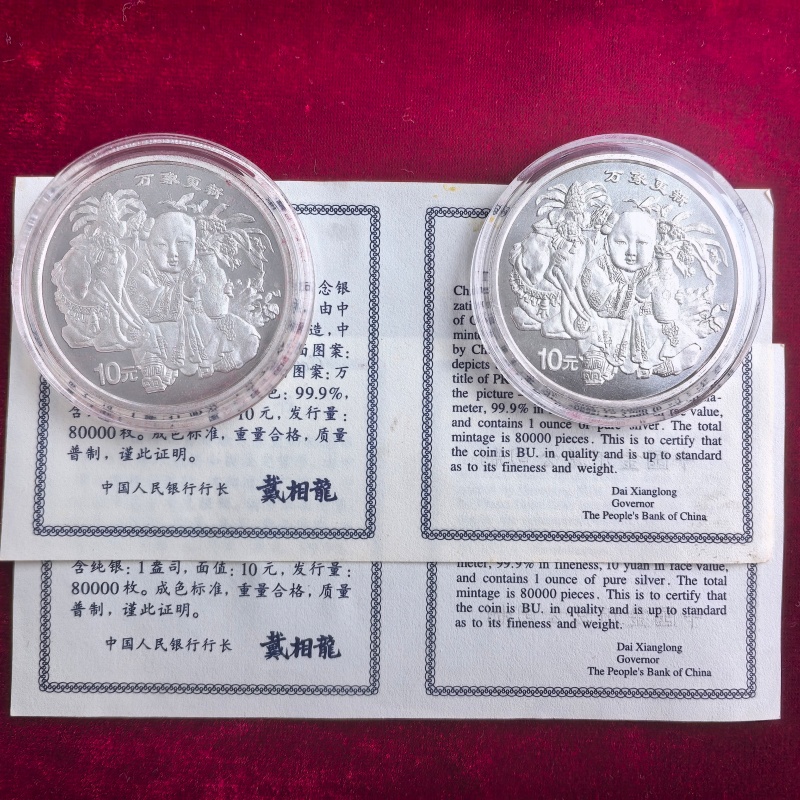 万象更新
10元
万象更新
10元
念银
由中
造，中
面图案：
图案：万
色：99.9%，
含
10元，发行量：
80000枚。成色标准，重量合格，质量
普制，谨此证明。
中国人民银行行长 戴相龍
Ch
zati
of C
mint
by Ch
depicts
title of PR
the picture
meter, 99.9% in
value,
and contains 1 ounce of pure silver. The total
mintage is 80000 pieces. This is to certify that
the coin is BU. in quality and is up to standard
as to its fineness and weight.
Dai Xianglong
Governor
The People's Bank of China
含纯银：1盎司，面值：10元，发行量：
80000枚。成色标准，重量合格，质量
普制，谨此证明。
中国人民银行行长 戴相龍
meter, 99.9% in fineness, 10 yuan in face value,
and contains 1 ounce of pure silver. The total
mintage is 80000 pieces. This is to certify that
the coin is BU. in quality and is up to standard
as to its fineness and weight.
Dai Xianglong
Governor
The People's Bank of China